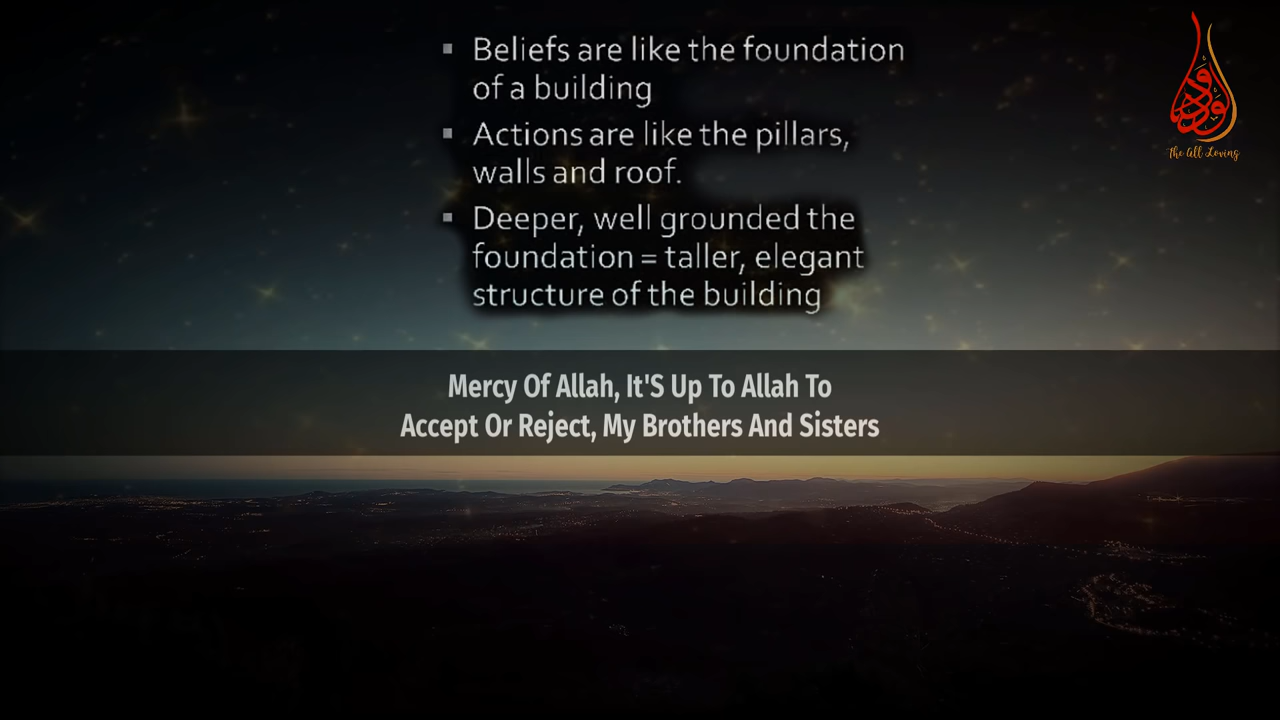 ▪ Beliefs are like the foundation
of a building
▪ Actions are like the pillars,
walls and roof.
▪ Deeper, well grounded the
foundation = taller, elegant
structure of the building
الودود
The All Loving
Mercy Of Allah, It'S Up To Allah To
Accept Or Reject, My Brothers And Sisters